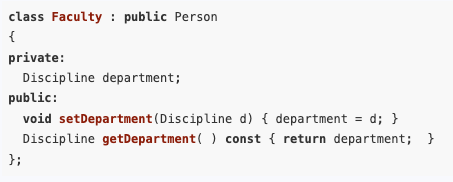 class Faculty : public Person
{
private:
  Discipline department;
public:
  void setDepartment(Discipline d) { department = d; }
  Discipline getDepartment( ) const { return department;  }
};